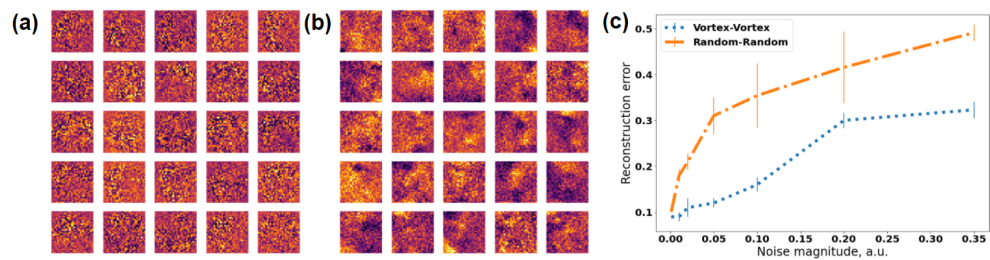 (a)
(b)
(c)
Vortex-Vortex
Random-Random
Reconstruction error
0.5
0.4
0.3
0.2
0.1
0.00 0.05 0.10 0.15 0.20 0.25 0.30 0.35
Noise magnitude, a.u.